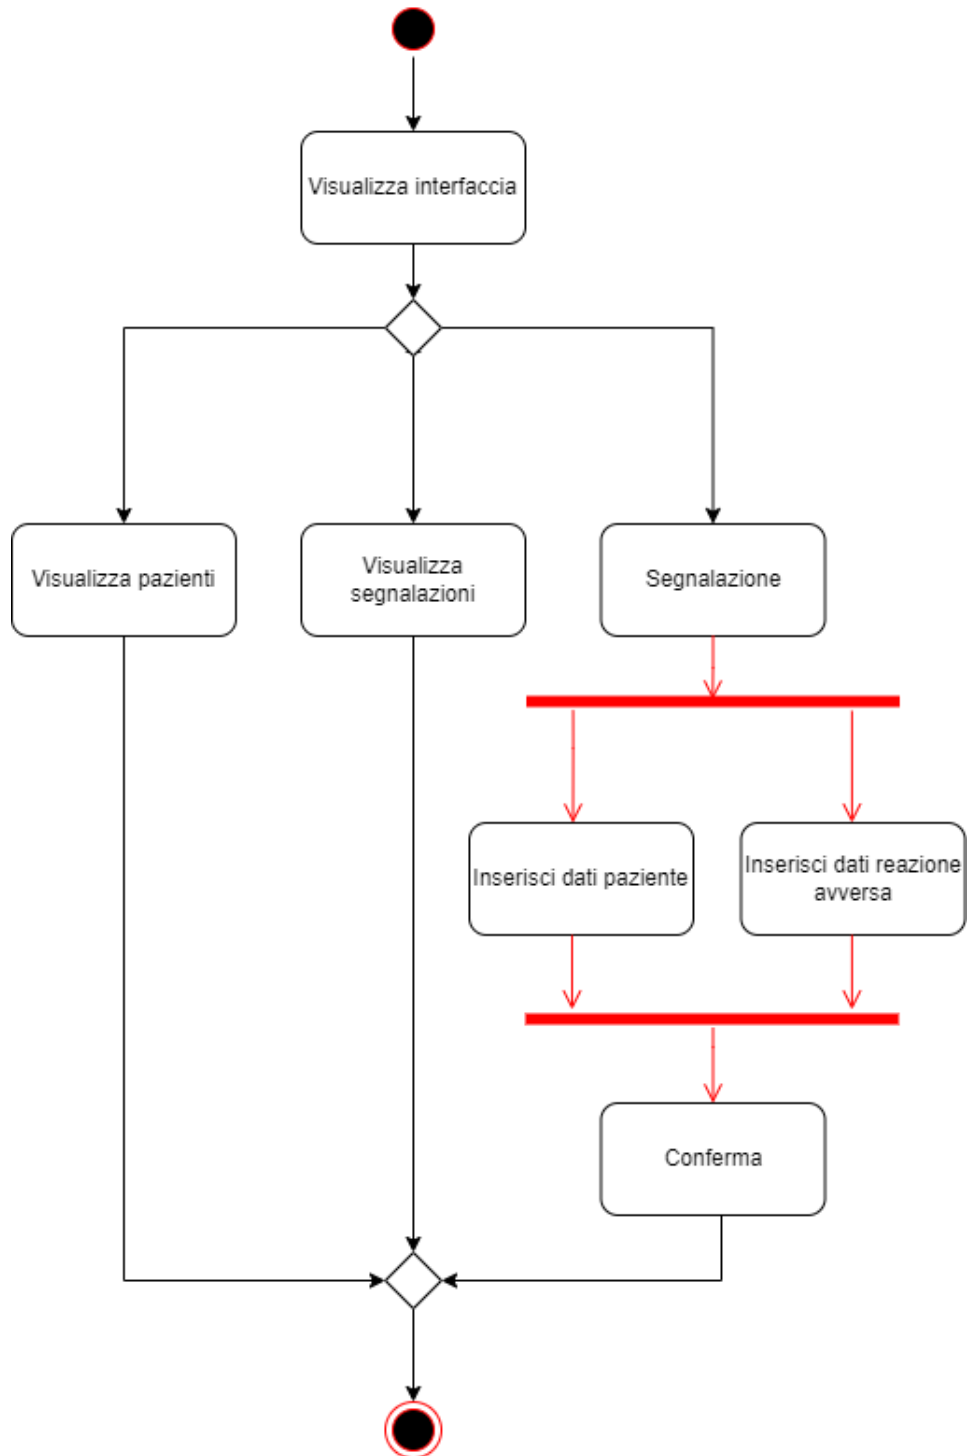 Visualizza interfaccia
Visualizza pazienti
Visualizza
segnalazioni
Segnalazione
Inserisci dati paziente
Inserisci dati reazione
avversa
Conferma